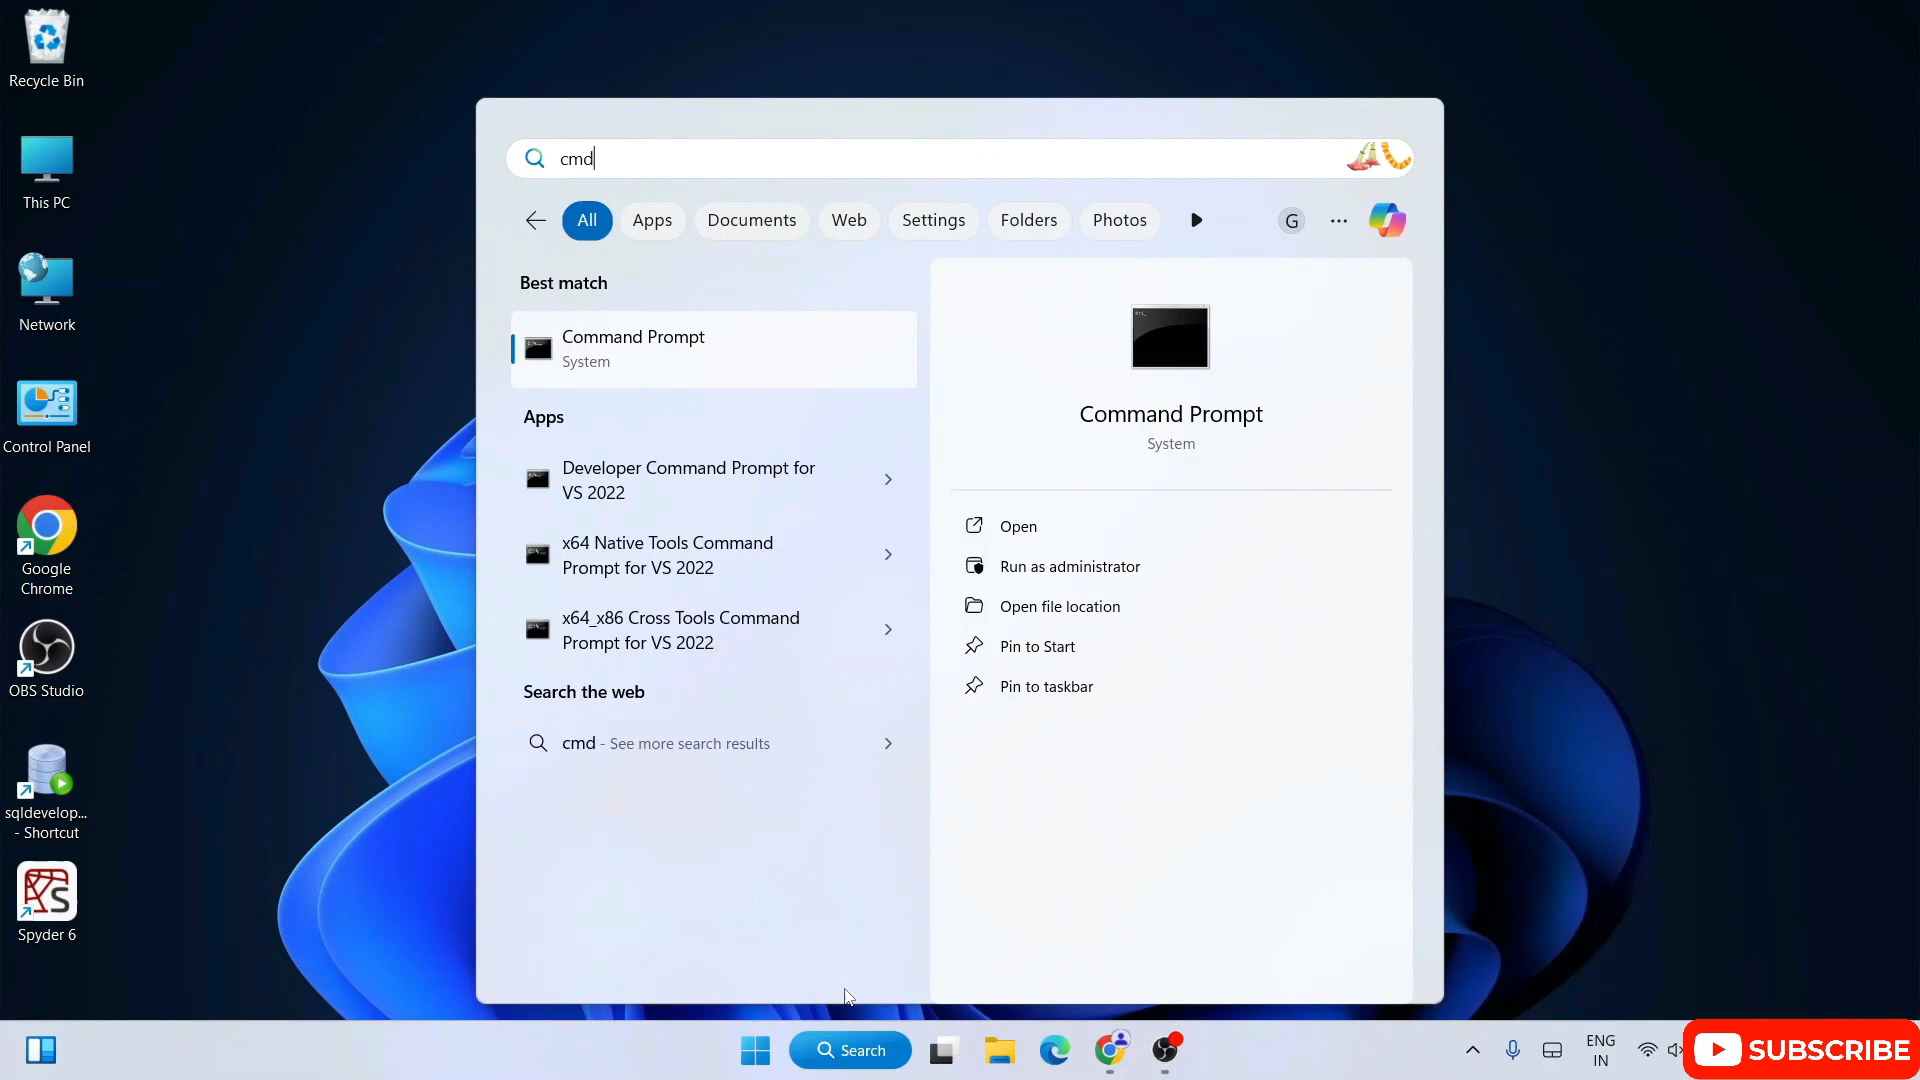 Recycle Bin
This PC
Network
Control Panel
Google
Chrome
OBS Studio
sqldevelop...
- Shortcut
Spyder 6
cmd
All
Apps
Documents
Web
Settings
Folders
Photos
G
Best match
Command Prompt
System
Apps
Developer Command Prompt for
VS 2022
x64 Native Tools Command
Prompt for VS 2022
x64_x86 Cross Tools Command
Prompt for VS 2022
Search the web
cmd - See more search results
Command Prompt
System
Open
Run as administrator
Open file location
Pin to Start
Pin to taskbar
Search
ENG
IN
SUBSCRIBE